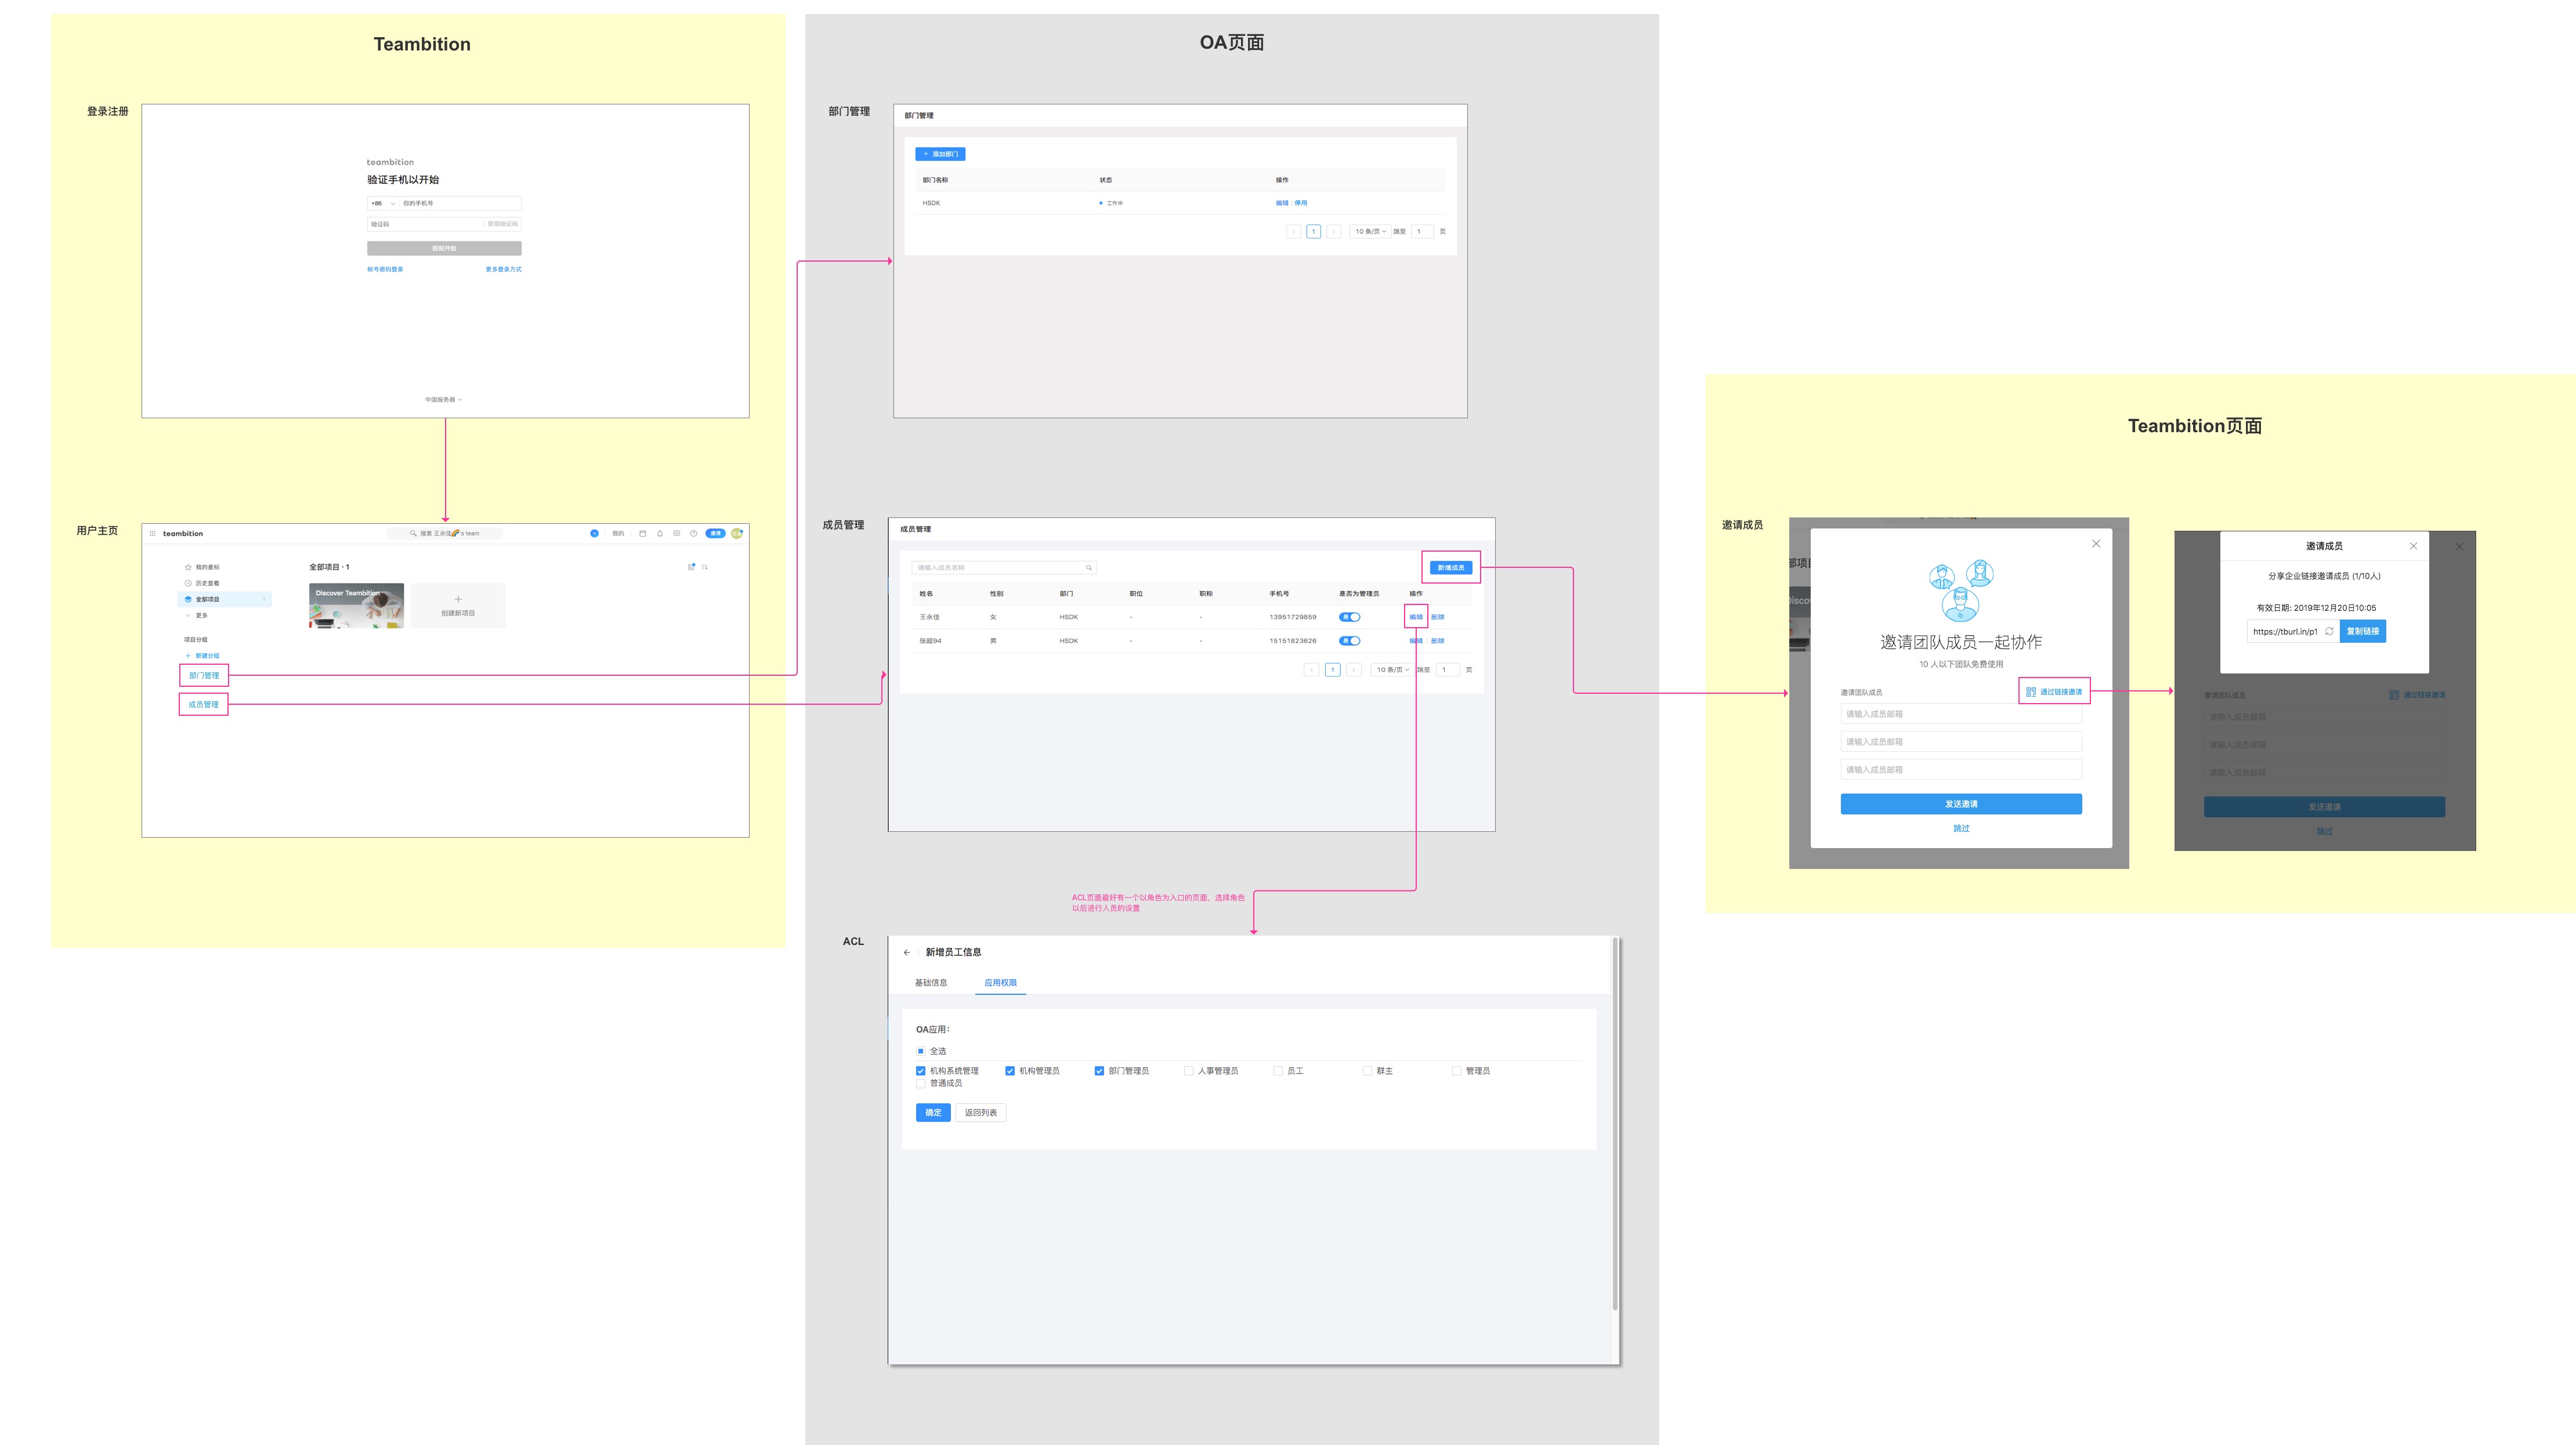 Teambition
登录注册
teambition
验证手机以开始
+86 你的手机号
验证码 获取验证码
即刻开始
帐号密码登录 更多登录方式
中国服务器
用户主页
teambition 搜索 王永佳🌈's team 我的 邀请
我的星标
历史查看
全部项目 1
更多
项目分组
+ 新建分组
部门管理
成员管理
全部项目 · 1
Discover Teambition
创建新项目
OA页面
部门管理
部门管理
+ 添加部门
部门名称 状态 操作
HSDK 工作中 编辑 停用
< 1 > 10 条/页 跳至 1 页
成员管理
成员管理
请输入成员名称 新增成员
姓名 性别 部门 职位 职称 手机号 是否为管理员 操作
王永佳 女 HSDK - - 13951729859 是 编辑 删除
张超94 男 HSDK - - 15151823626 是 编辑 删除
< 1 > 10 条/页 跳至 1 页
ACL页面最好有一个以角色为入口的页面，选择角色
以后进行人员的设置
ACL
← 新增员工信息
基础信息 应用权限
OA应用：
全选
机构系统管理 机构管理员 部门管理员 人事管理员 员工 群主 管理员
普通成员
确定 返回列表
Teambition页面
邀请成员
部项目
Disco
邀请团队成员一起协作
10 人以下团队免费使用
邀请团队成员 通过链接邀请
请输入成员邮箱
请输入成员邮箱
请输入成员邮箱
发送邀请
跳过
邀请成员
分享企业链接邀请成员 (1/10人)
有效日期: 2019年12月20日10:05
https://tburl.in/p1 复制链接
邀请团队成员 通过链接邀请
请输入成员邮箱
请输入成员邮箱
请输入成员邮箱
发送邀请
跳过